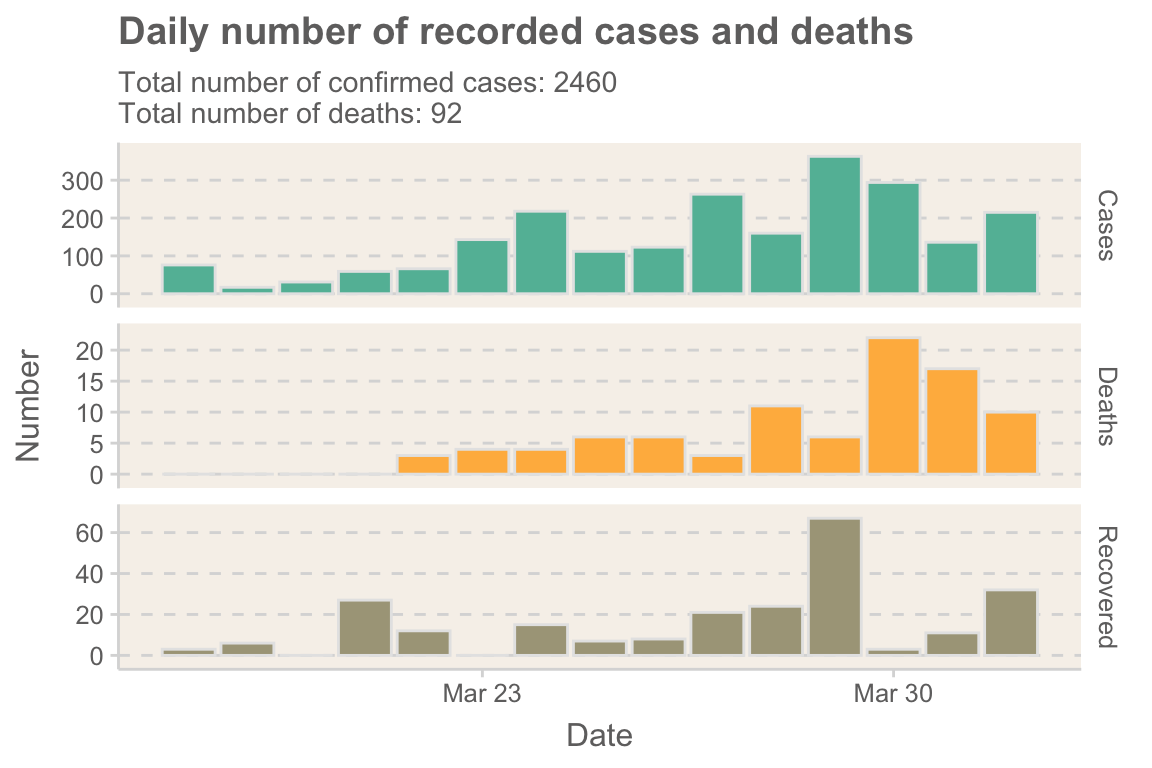 Daily number of recorded cases and deaths
Total number of confirmed cases: 2460
Total number of deaths: 92
300
200
100
0
Cases
20
15
10
5
0
Deaths
Number
60
40
20
0
Recovered
Mar 23
Mar 30
Date